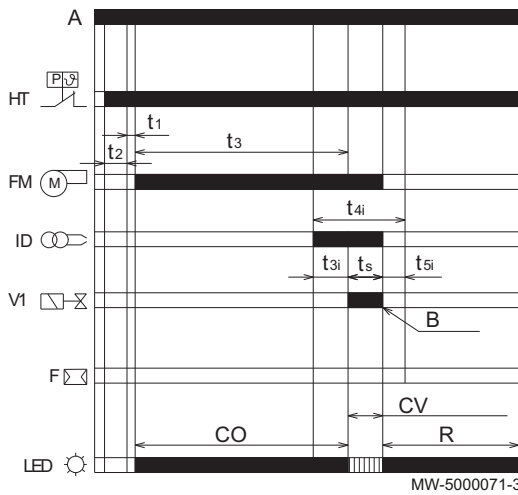 A
P ϑ
HT
t1
t2
t3
FM M
t4i
ID
t3i ts t5i
V1
B
F
CV
CO R
LED
MW-5000071-3